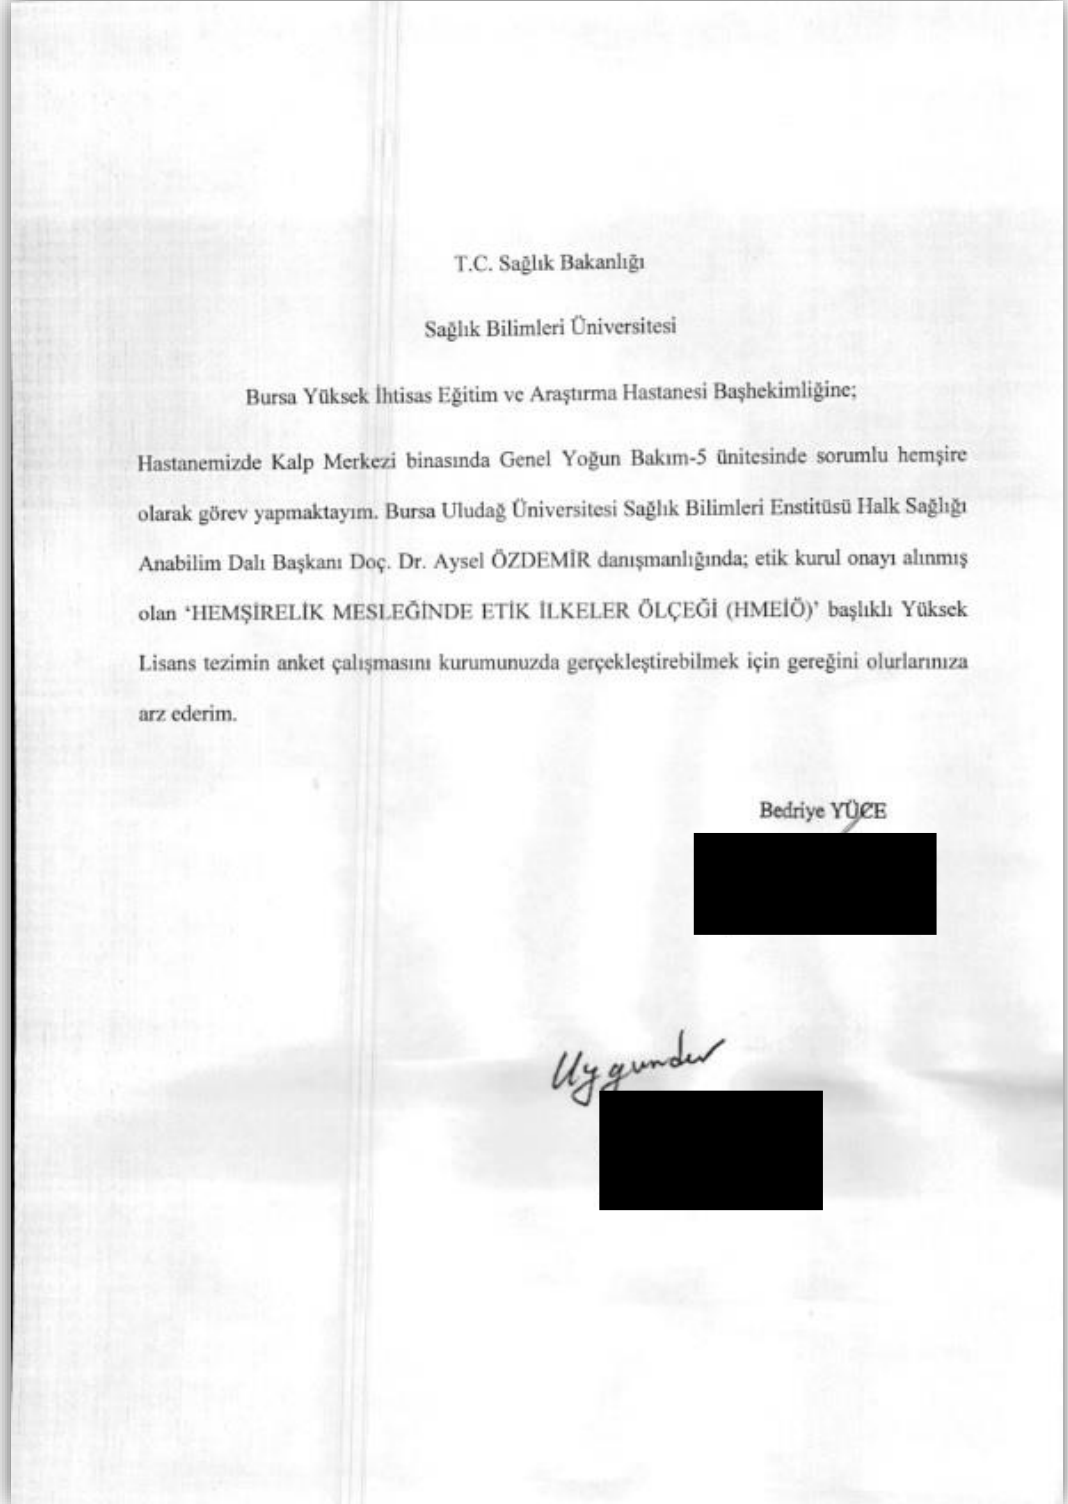 T.C. Sağlık Bakanlığı
Sağlık Bilimleri Üniversitesi
Bursa Yüksek İhtisas Eğitim ve Araştırma Hastanesi Başhekimliğine;
Hastanemizde Kalp Merkezi binasında Genel Yoğun Bakım-5 ünitesinde sorumlu hemşire
olarak görev yapmaktayım. Bursa Uludağ Üniversitesi Sağlık Bilimleri Enstitüsü Halk Sağlığı
Anabilim Dalı Başkanı Doç. Dr. Aysel ÖZDEMİR danışmanlığında; etik kurul onayı alınmış
olan ‘HEMŞİRELİK MESLEĞİNDE ETİK İLKELER ÖLÇEĞİ (HMEİÖ)’ başlıklı Yüksek
Lisans tezimin anket çalışmasını kurumunuzda gerçekleştirebilmek için gereğini olurlarınıza
arz ederim.
Bedriye YÜCE
Uygundur